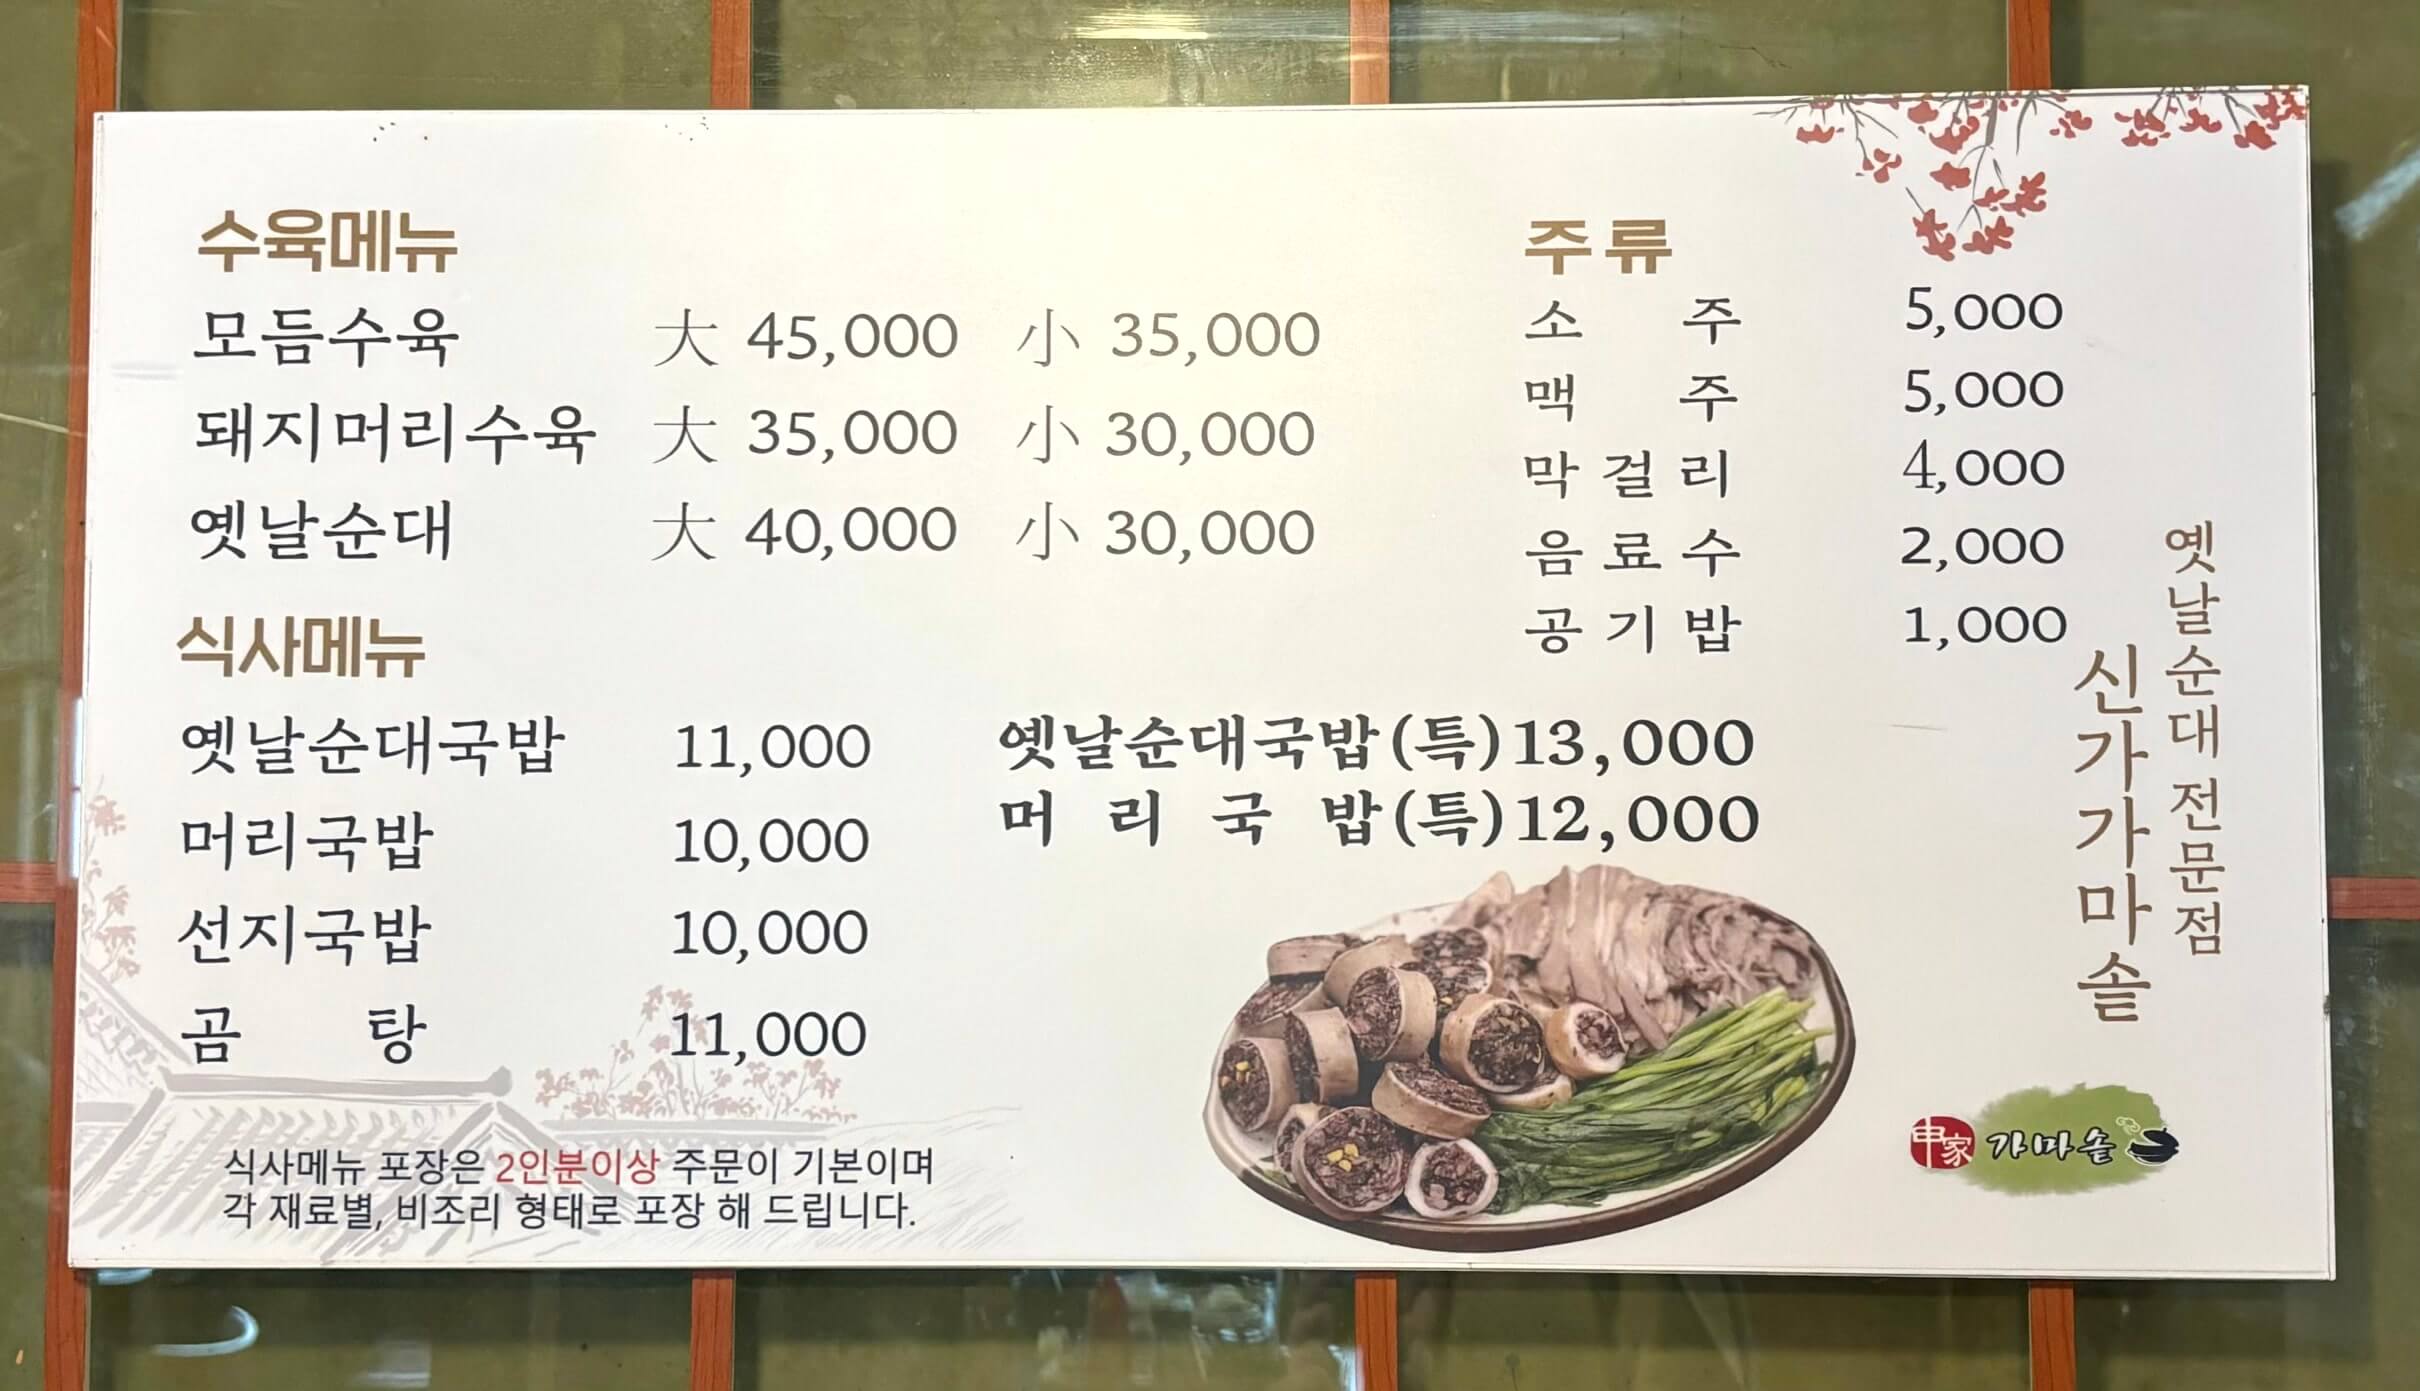 수육메뉴
모듬수육 大 45,000 小 35,000
돼지머리수육 大 35,000 小 30,000
옛날순대 大 40,000 小 30,000
식사메뉴
옛날순대국밥 11,000
머리국밥 10,000
선지국밥 10,000
곰 탕 11,000
옛날순대국밥(특) 13,000
머 리 국 밥(특) 12,000
식사메뉴 포장은 2인분이상 주문이 기본이며
각 재료별, 비조리 형태로 포장 해 드립니다.
주류
소 주 5,000
맥 주 5,000
막걸리 4,000
음료수 2,000
공기밥 1,000
옛날순대 전문점
신가가마솥
申家 가마솥